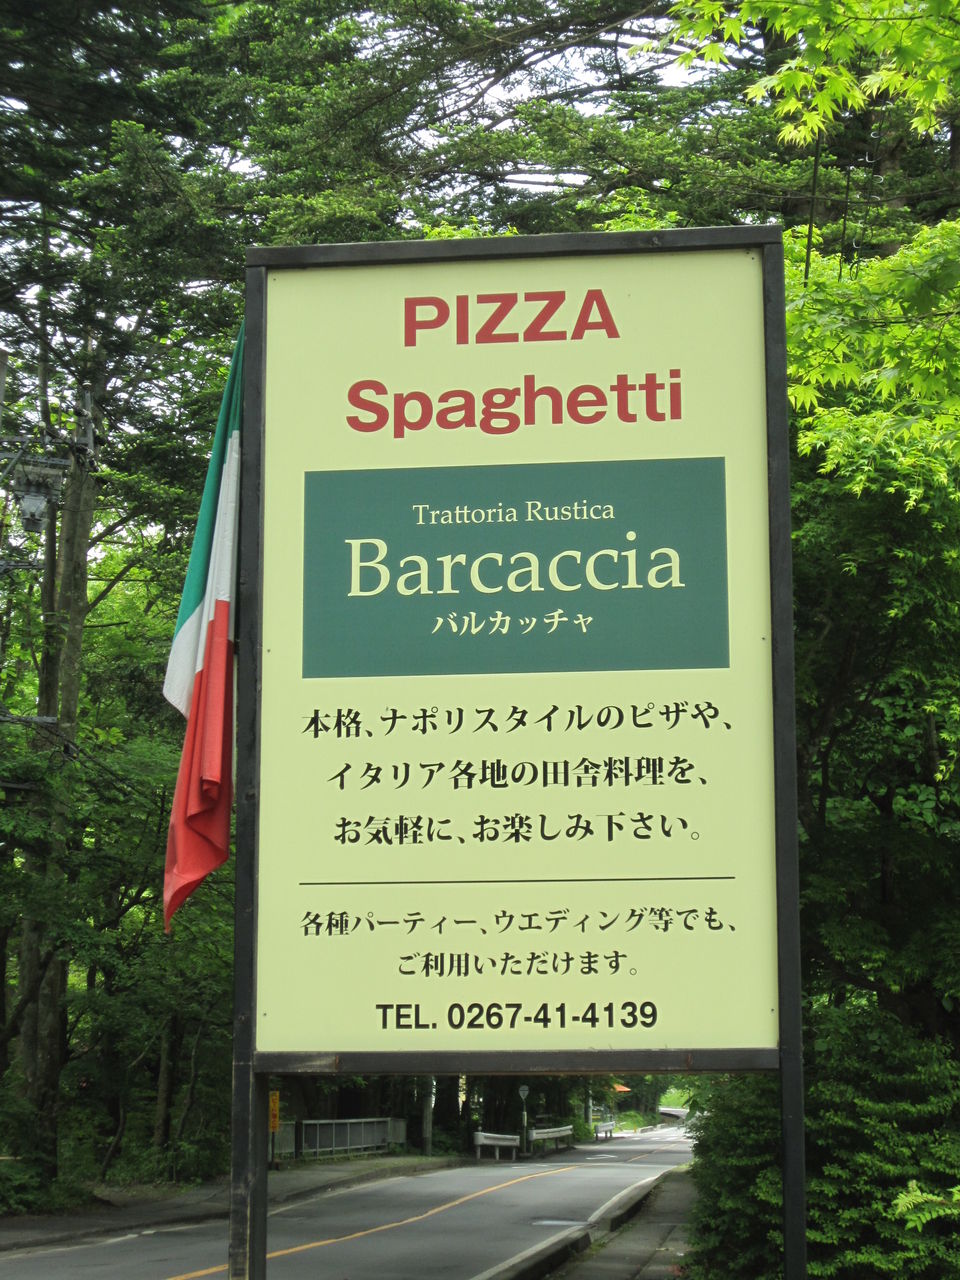 PIZZA
Spaghetti
Trattoria Rustica
Barcaccia
バルカッチャ
本格、ナポリスタイルのピザや、
イタリア各地の田舎料理を、
お気軽に、お楽しみ下さい。
各種パーティー、ウエディング等でも、
ご利用いただけます。
TEL. 0267-41-4139